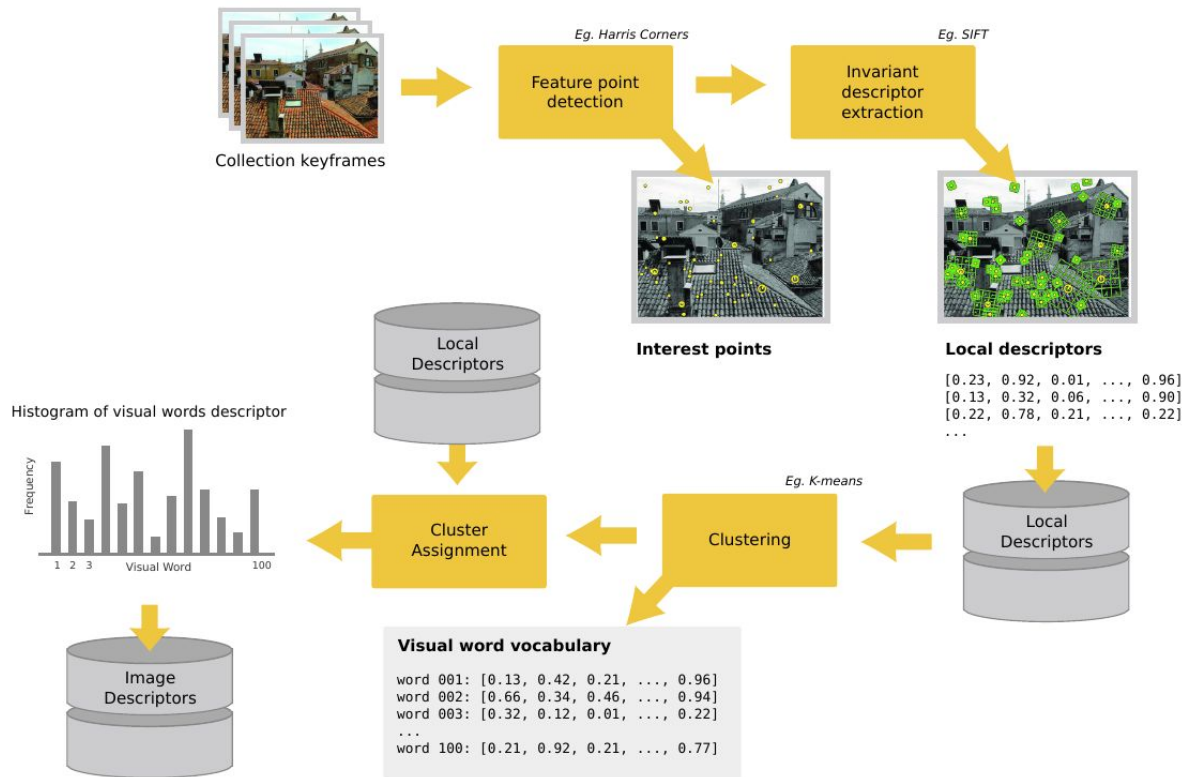 Eg. Harris Corners
Eg. SIFT
Feature point
detection
Invariant
descriptor
extraction
Collection keyframes
Interest points
Local descriptors
[0.23, 0.92, 0.01, ..., 0.96]
[0.13, 0.32, 0.06, ..., 0.90]
[0.22, 0.78, 0.21, ..., 0.22]
...
Local
Descriptors
Histogram of visual words descriptor
Frequency
1 2 3 Visual Word 100
Eg. K-means
Cluster
Assignment
Clustering
Local
Descriptors
Visual word vocabulary
word 001: [0.13, 0.42, 0.21, ..., 0.96]
word 002: [0.66, 0.34, 0.46, ..., 0.94]
word 003: [0.32, 0.12, 0.01, ..., 0.22]
...
word 100: [0.21, 0.92, 0.21, ..., 0.77]
Image
Descriptors